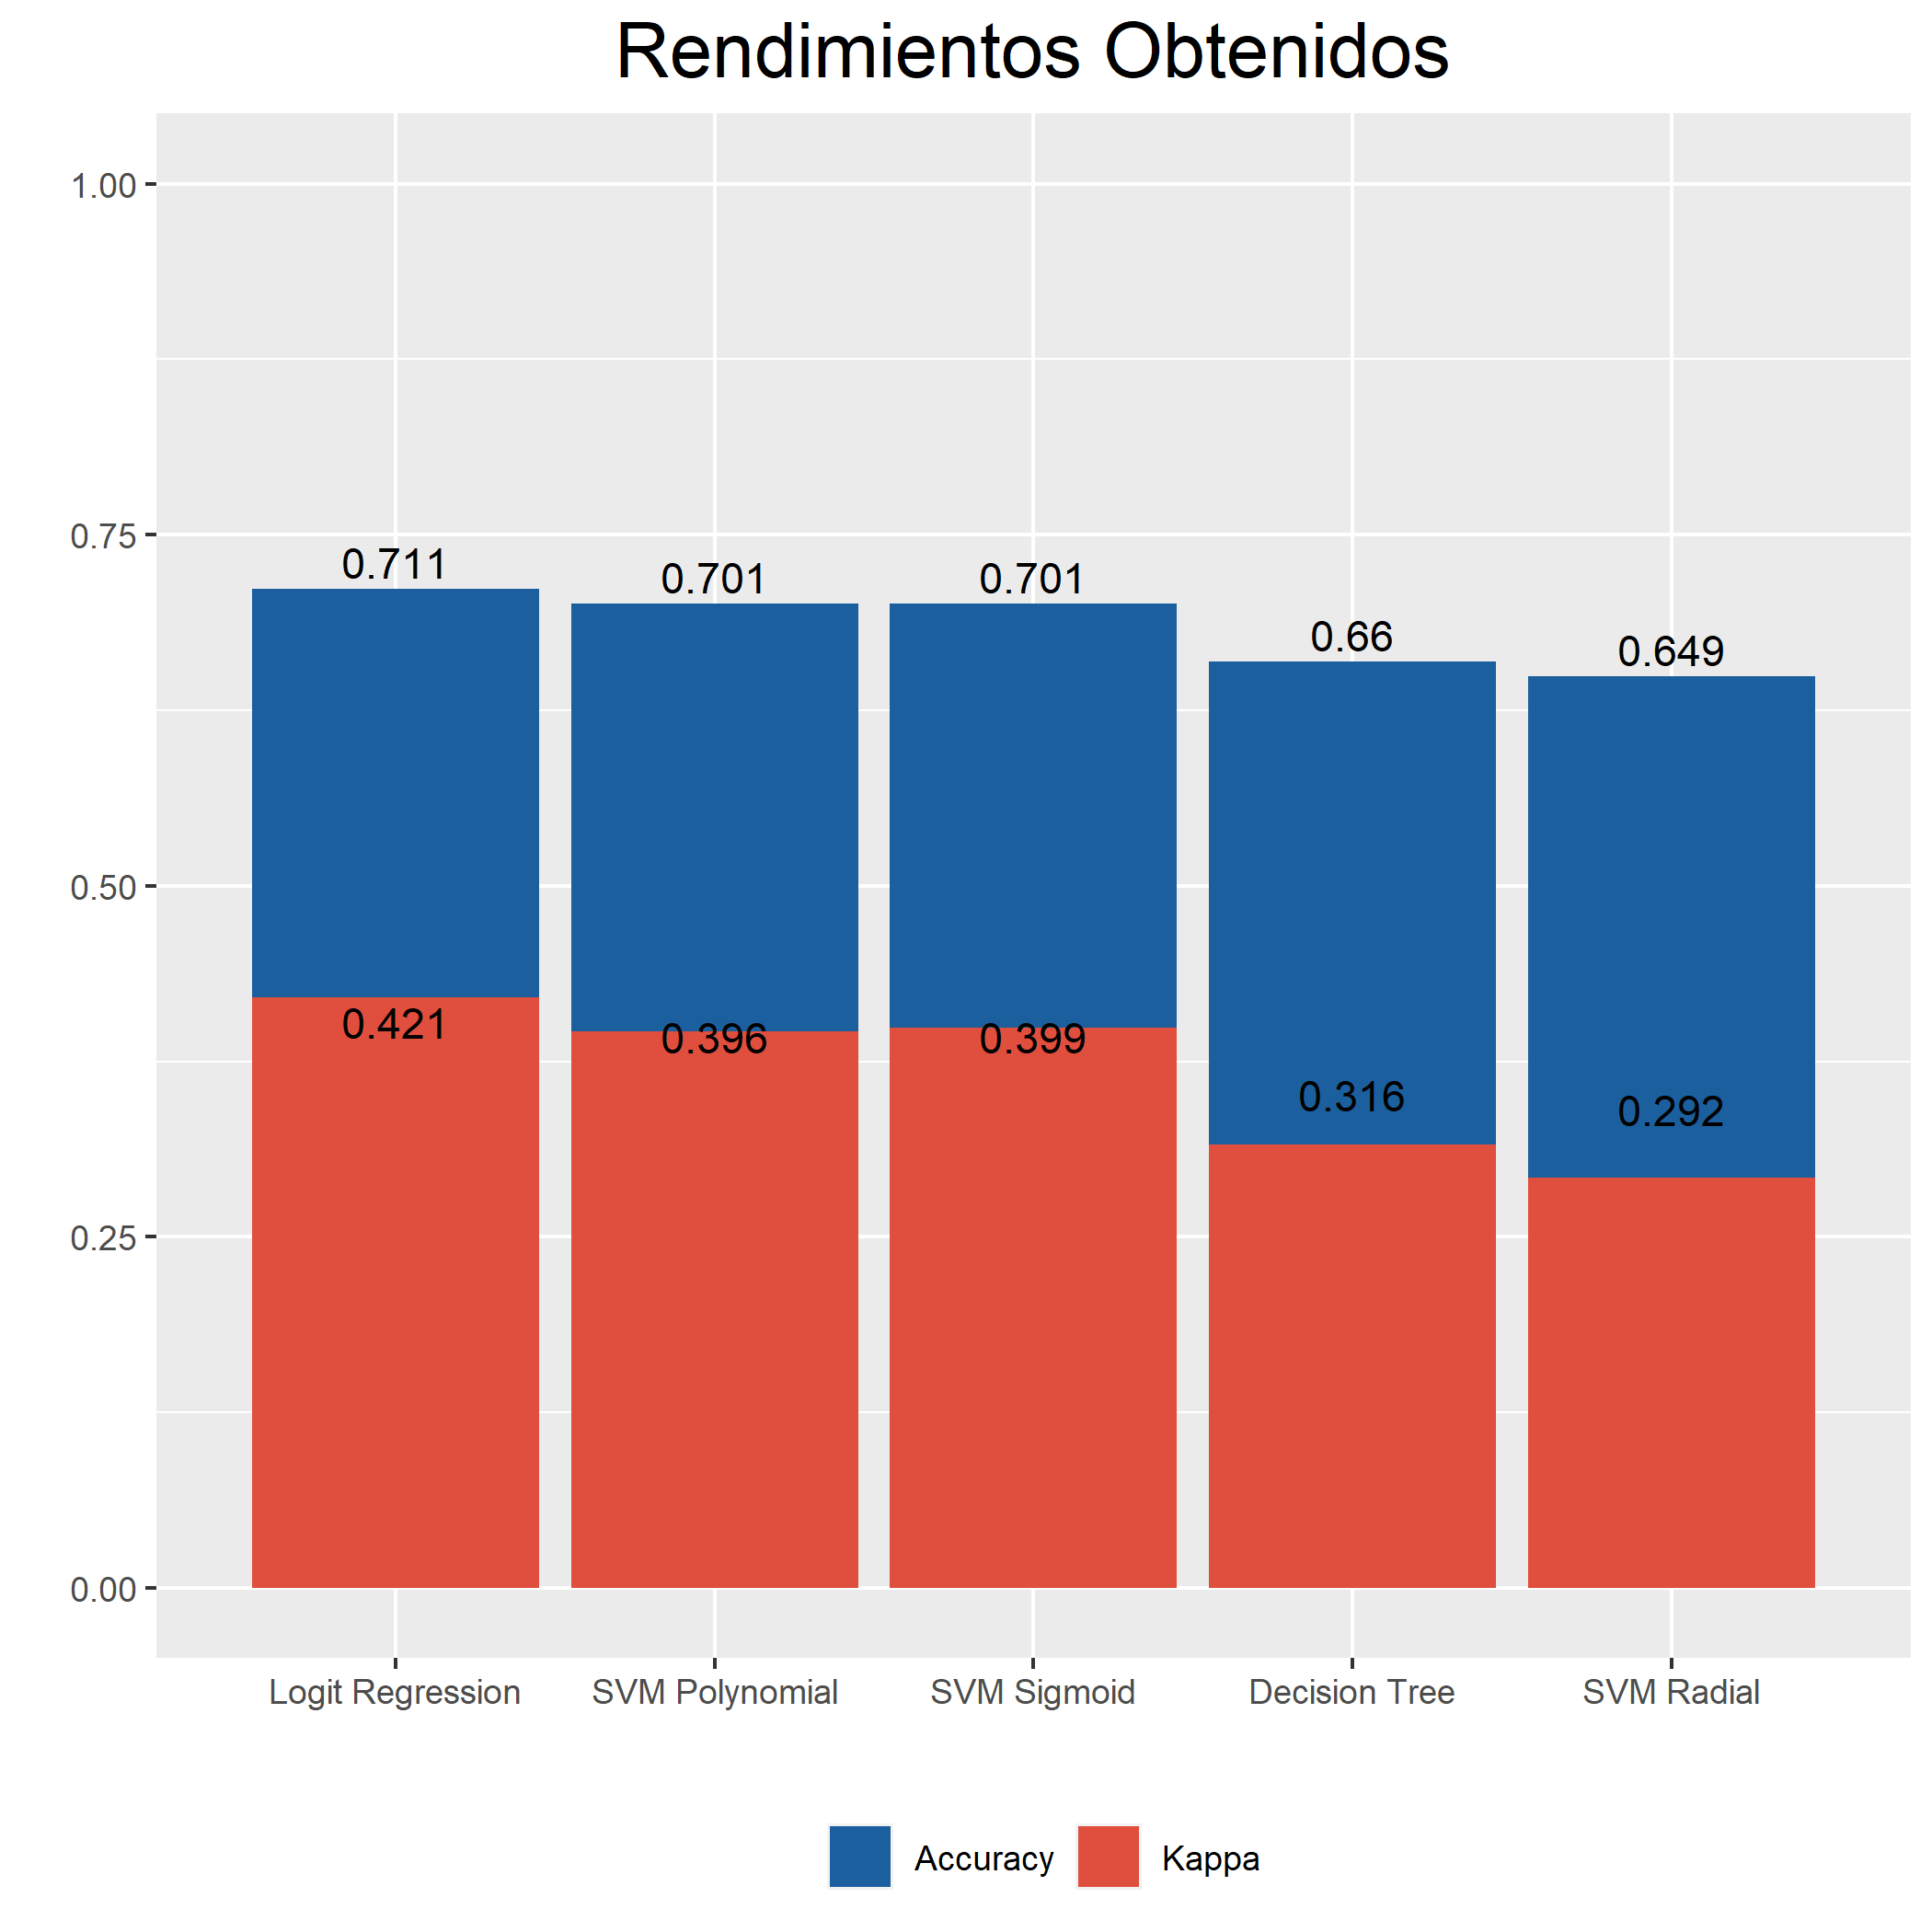 Rendimientos Obtenidos
1.00
0.75
0.50
0.25
0.00
0.711
0.701
0.701
0.66
0.649
0.421
0.396
0.399
0.316
0.292
Logit Regression
SVM Polynomial
SVM Sigmoid
Decision Tree
SVM Radial
Accuracy
Kappa